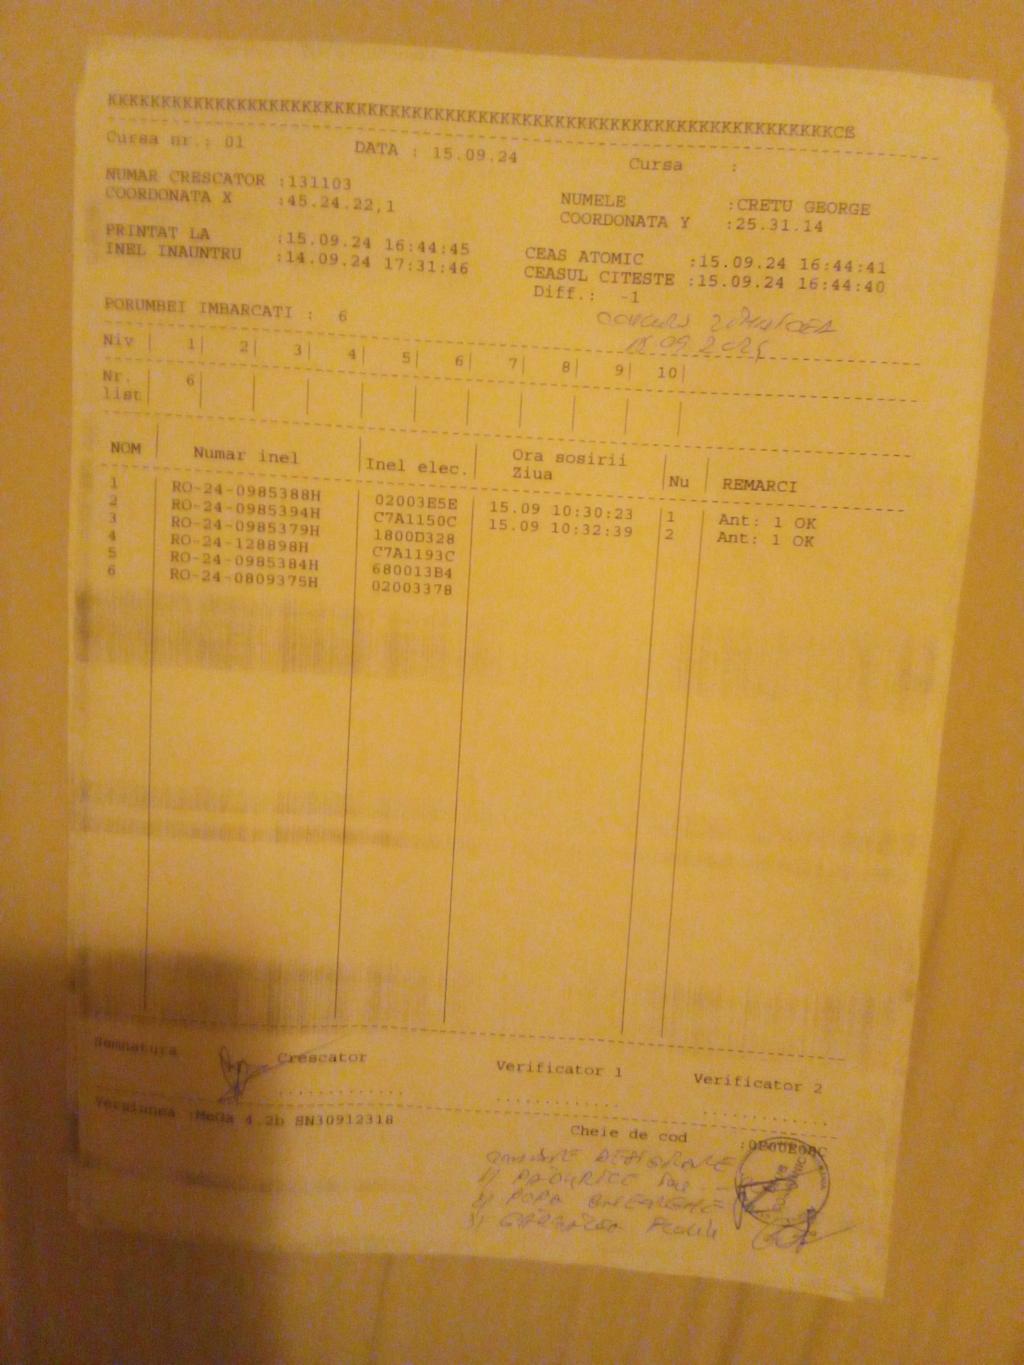 KKKKKKKKKKKKKKKKKKKKKKKKKKKKKKKKKKKKKKKKKKKKKKKKKKKKKKKKKKKKKKKKKKKCE
Cursa nr.: 01 DATA : 15.09.24 Cursa :
NUMAR CRESCATOR :131103 NUMELE :CRETU GEORGE
COORDONATA X :45.24.22,1 COORDONATA Y :25.31.14
PRINTAT LA :15.09.24 16:44:45 CEAS ATOMIC :15.09.24 16:44:41
INEL INAUNTRU :14.09.24 17:31:46 CEASUL CITESTE :15.09.24 16:44:40
Diff.: -1
PORUMBEI IMBARCATI : 6
Niv | 1| 2| 3| 4 5| 6| 7| 8| 9| 10|
Nr. list | 6|
NOM | Numar inel | Inel elec. | Ora sosirii Ziua | Nu | REMARCI
1 RO-24-0985388H 02003E5E 15.09 10:30:23 1 Ant: 1 OK
2 RO-24-0985394H C7A1150C 15.09 10:32:39 2 Ant: 1 OK
3 RO-24-0985379H 1800D328
4 RO-24-128898H C7A1193C
5 RO-24-0985384H 680013B4
6 RO-24-0809375H 02003378
Semnatura Crescator Verificator 1 Verificator 2
Versiunea :MeGa 4.2b SN30912318
Cheie de cod